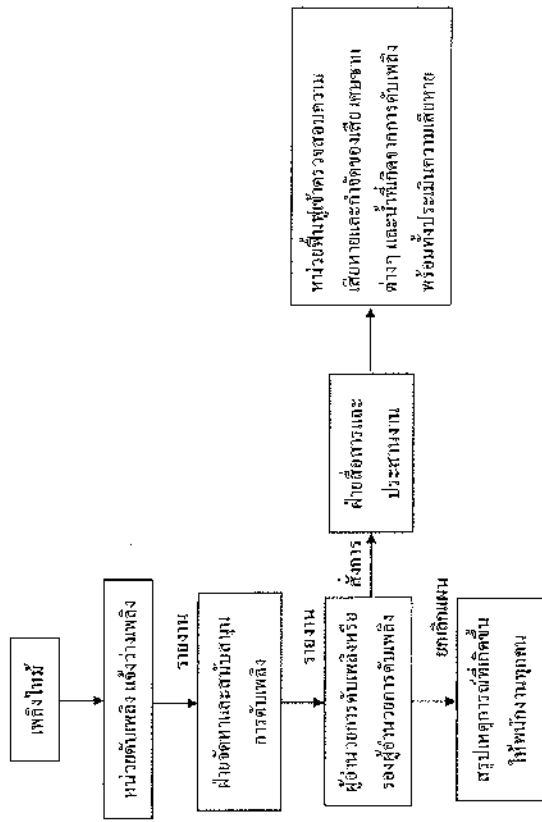 เพลิงไหม้
หน่วยดับเพลิง แจ้งว่าเพลิง
รายงาน
ฝ่ายจัดหาและสนับสนุน
การดับเพลิง
รายงาน
ผู้อำนวยการดับเพลิงหรือ
รองผู้อำนวยการดับเพลิง
สั่งการ
ฝ่ายสื่อสารและ
ประสานงาน
หน่วยฟื้นฟูเข้าตรวจสอบความ
เสียหายและกำจัดของเสีย เศษซาก
ต่างๆ และน้ำที่เกิดจากการดับเพลิง
พร้อมทั้งประเมินความเสียหาย
ยกเลิกแผน
สรุปเหตุการณ์ที่เกิดขึ้น
ให้พนักงานทุกคน